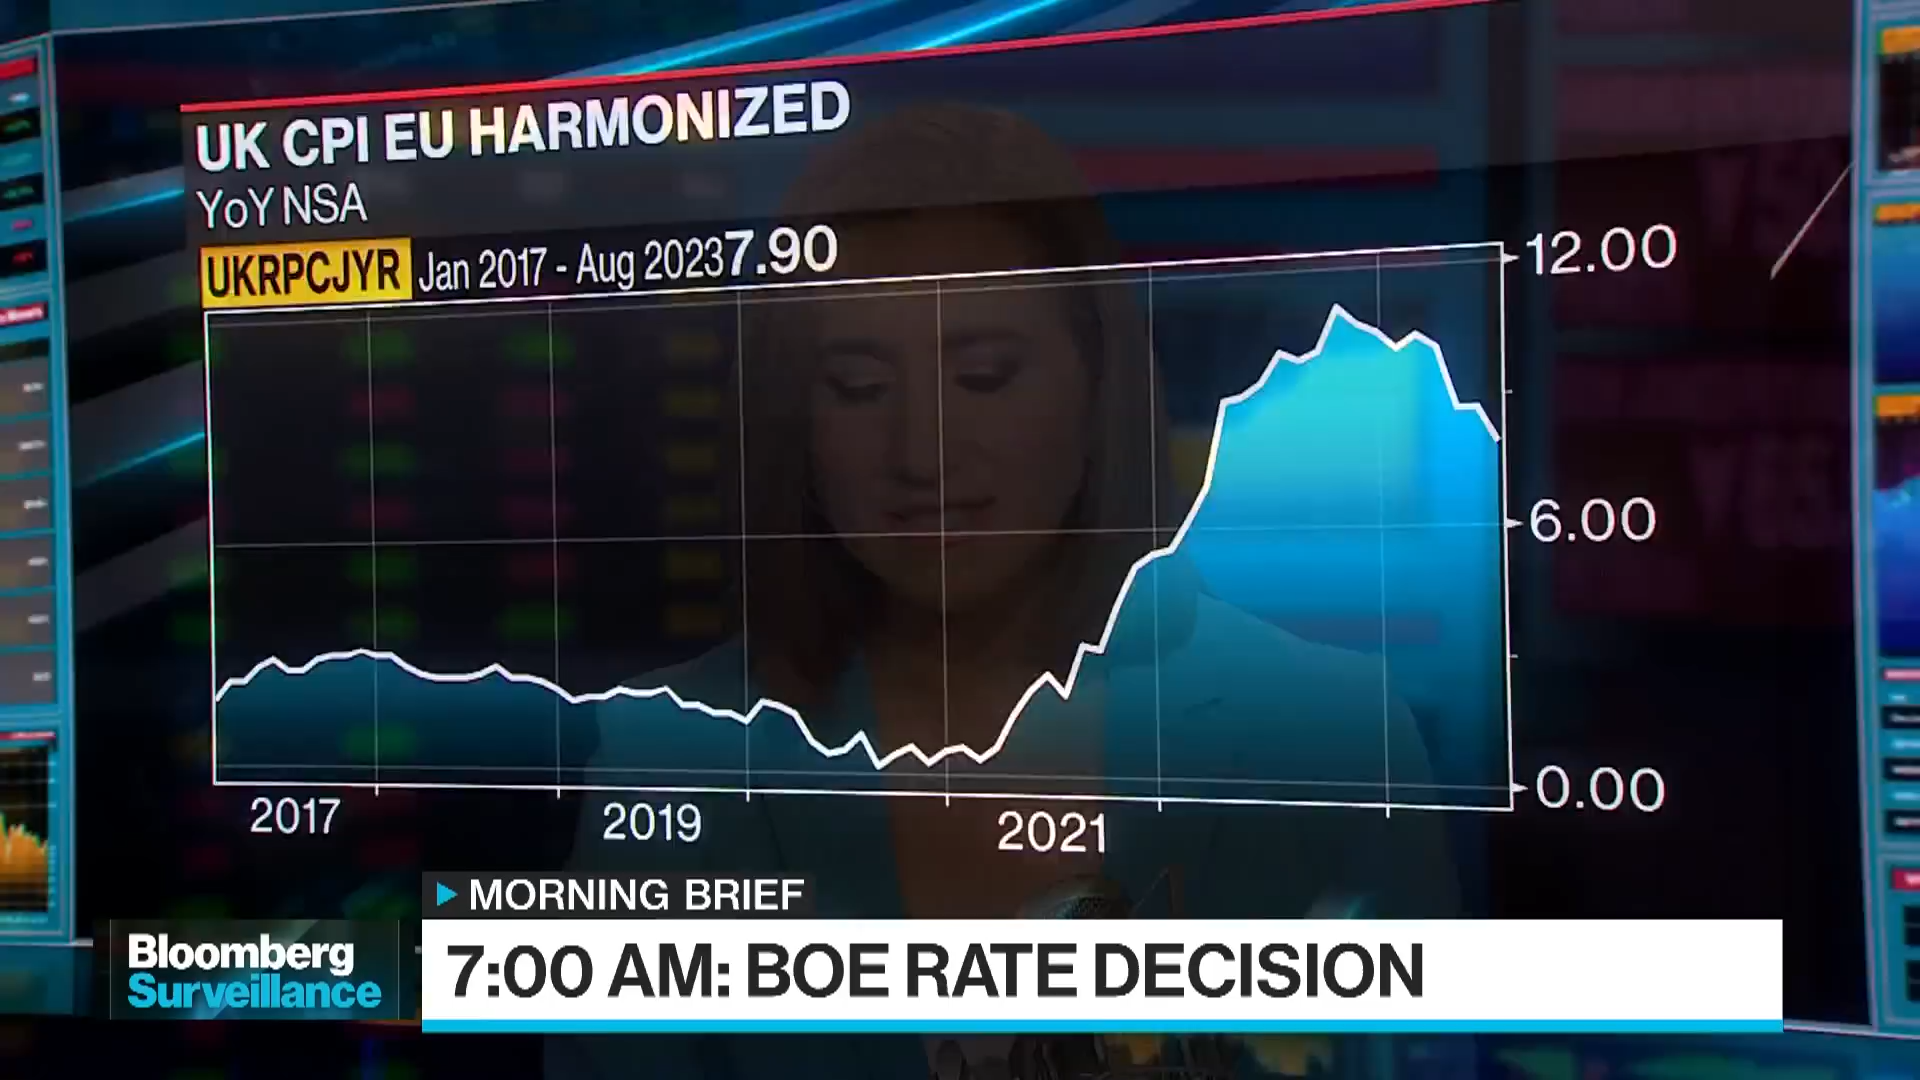 UK CPI EU HARMONIZED
YoY NSA
UKRPCJYR Jan 2017 - Aug 2023 7.90
12.00
6.00
0.00
2017 2019 2021
MORNING BRIEF
Bloomberg
Surveillance
7:00 AM: BOE RATE DECISION